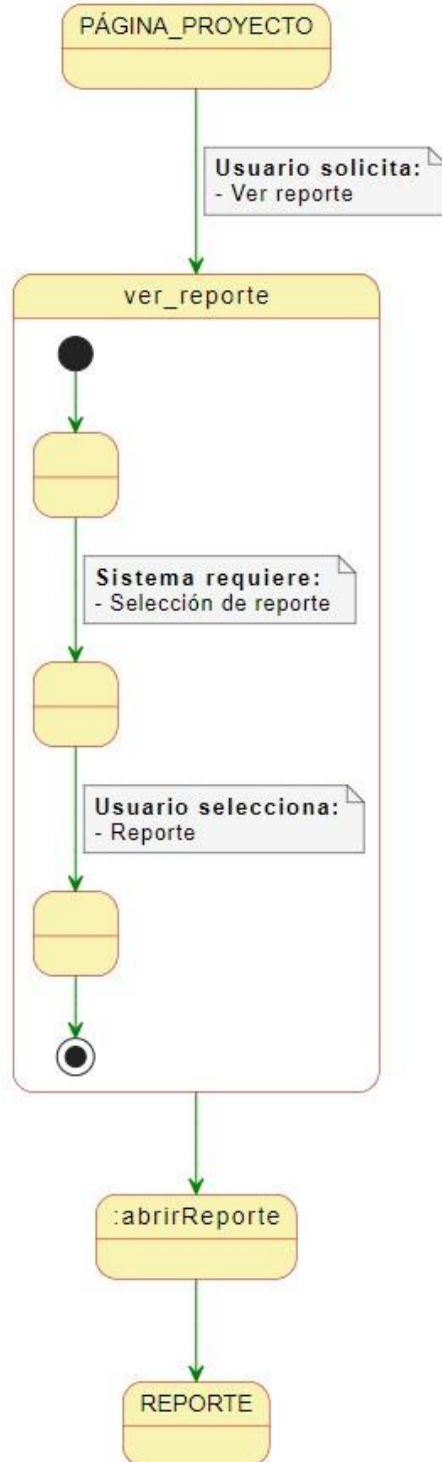 PÁGINA_PROYECTO
Usuario solicita:
- Ver reporte
ver_reporte
Sistema requiere:
- Selección de reporte
Usuario selecciona:
- Reporte
:abrirReporte
REPORTE